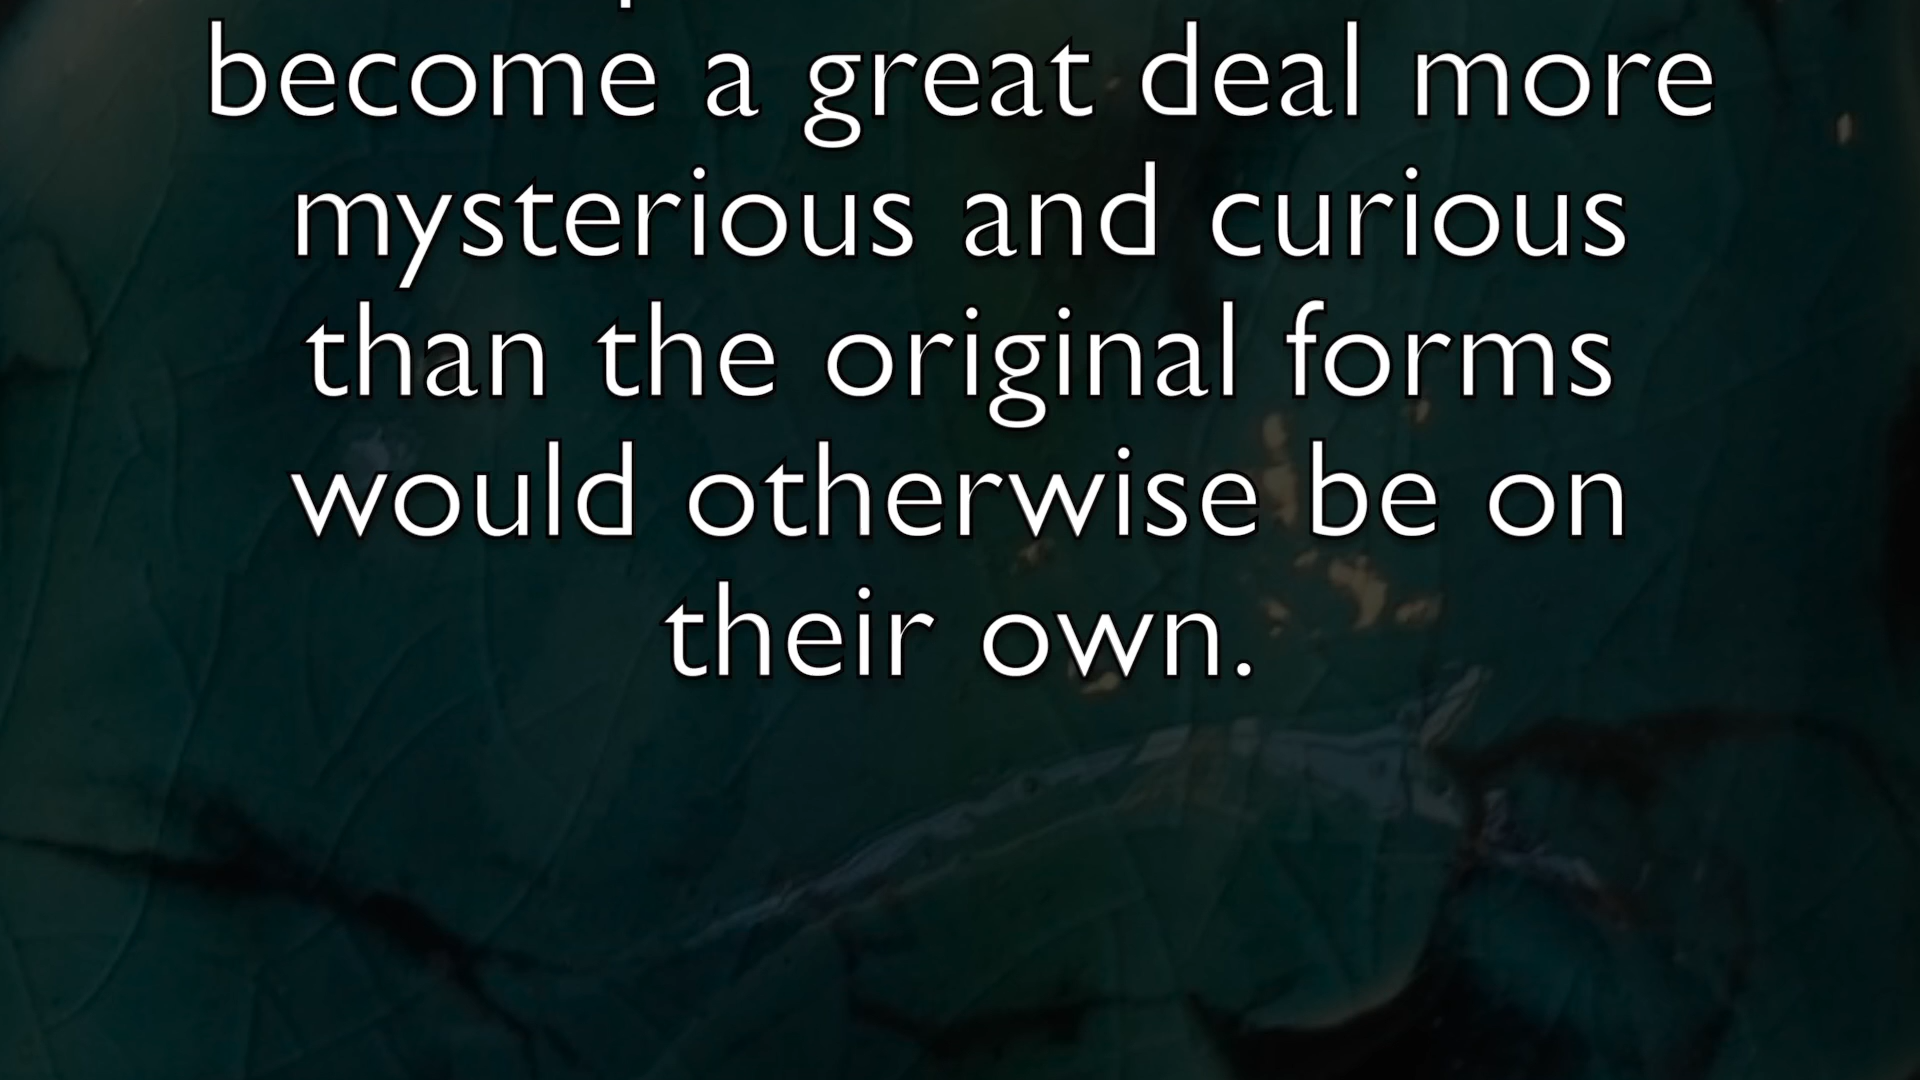 become a great deal more
mysterious and curious
than the original forms
would otherwise be on
their own.